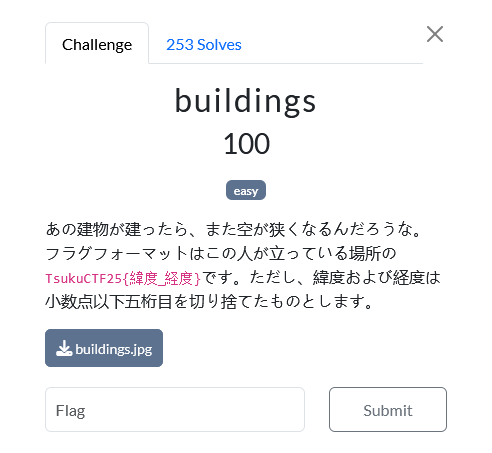 Challenge
253 Solves
buildings
100
easy
あの建物が建ったら、また空が狭くなるんだろうな。
フラグフォーマットはこの人が立っている場所の
TsukuCTF25{緯度_経度}です。ただし、緯度および経度は
小数点以下五桁目を切り捨てたものとします。
buildings.jpg
Flag
Submit